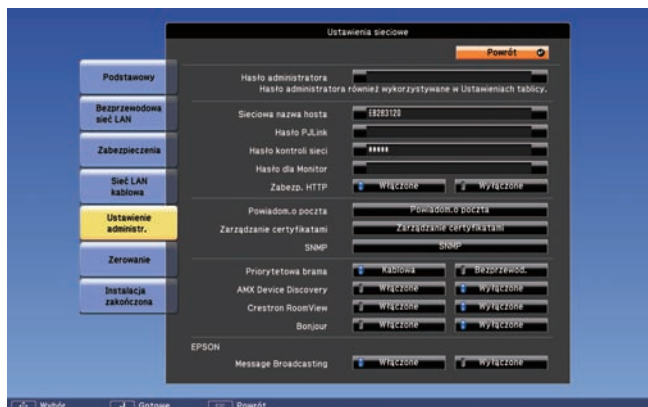 Ustawienia sieciowe
Powrót
Podstawowy
Bezprzewodowa
sieć LAN
Zabezpieczenia
Sieć LAN
kablowa
Ustawienie
administr.
Zerowanie
Instalacja
zakończona
Hasło administratora
Hasło administratora również wykorzystywane w Ustawieniach tablicy.
Sieciowa nazwa hosta EB283120
Hasło PJLink
Hasło kontroli sieci *****
Hasło dla Monitor
Zabezp. HTTP Włączone Wyłączone
Powiadom.o poczta Powiadom.o poczta
Zarządzanie certyfikatami Zarządzanie certyfikatami
SNMP SNMP
Priorytetowa brama Kablowa Bezprzewod.
AMX Device Discovery Włączone Wyłączone
Crestron RoomView Włączone Wyłączone
Bonjour Włączone Wyłączone
EPSON
Message Broadcasting Włączone Wyłączone
Wybór Gotowe Powrót